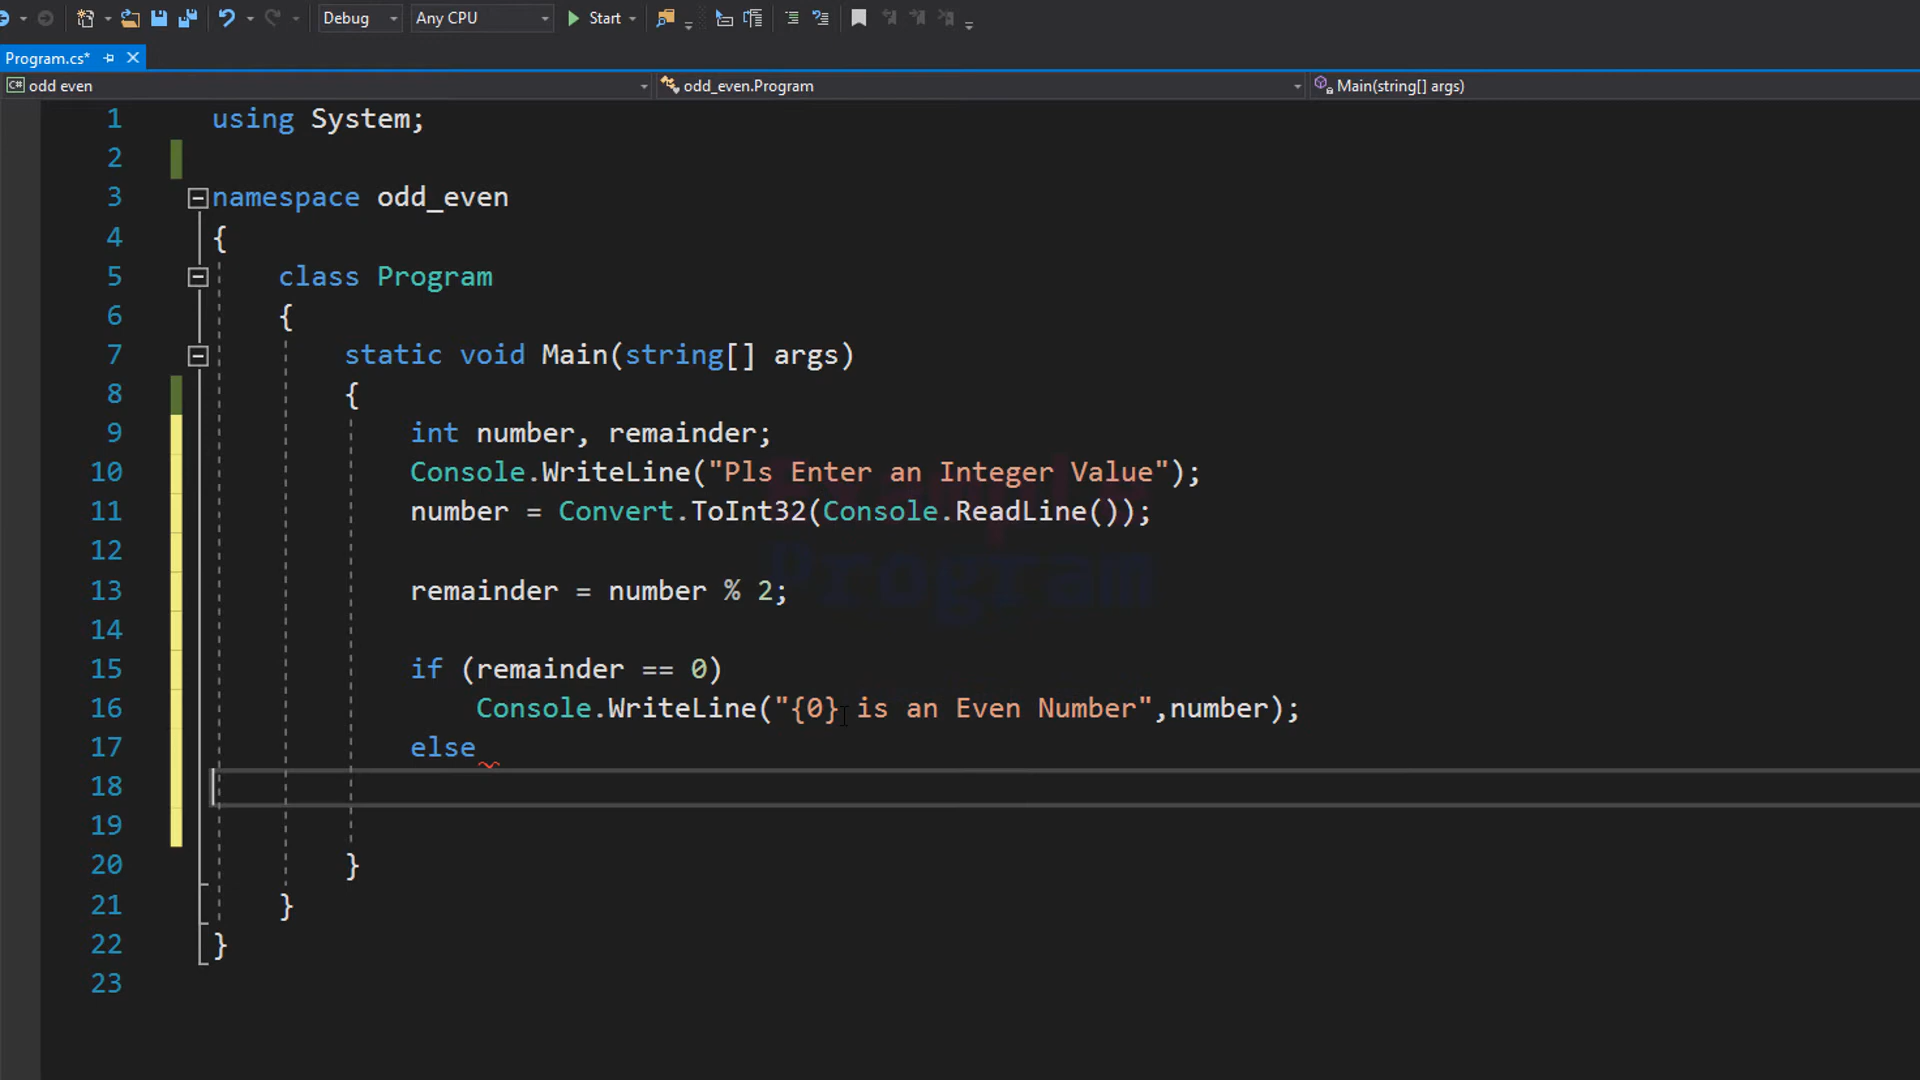 Debug Any CPU Start
Program.cs*
C# odd even odd_even.Program Main(string[] args)
1 using System;
2
3 namespace odd_even
4 {
5 class Program
6 {
7 static void Main(string[] args)
8 {
9 int number, remainder;
10 Console.WriteLine("Pls Enter an Integer Value");
11 number = Convert.ToInt32(Console.ReadLine());
12
13 remainder = number % 2;
14
15 if (remainder == 0)
16 Console.WriteLine("{0} is an Even Number",number);
17 else
18
19
20 }
21 }
22 }
23
Example
Program